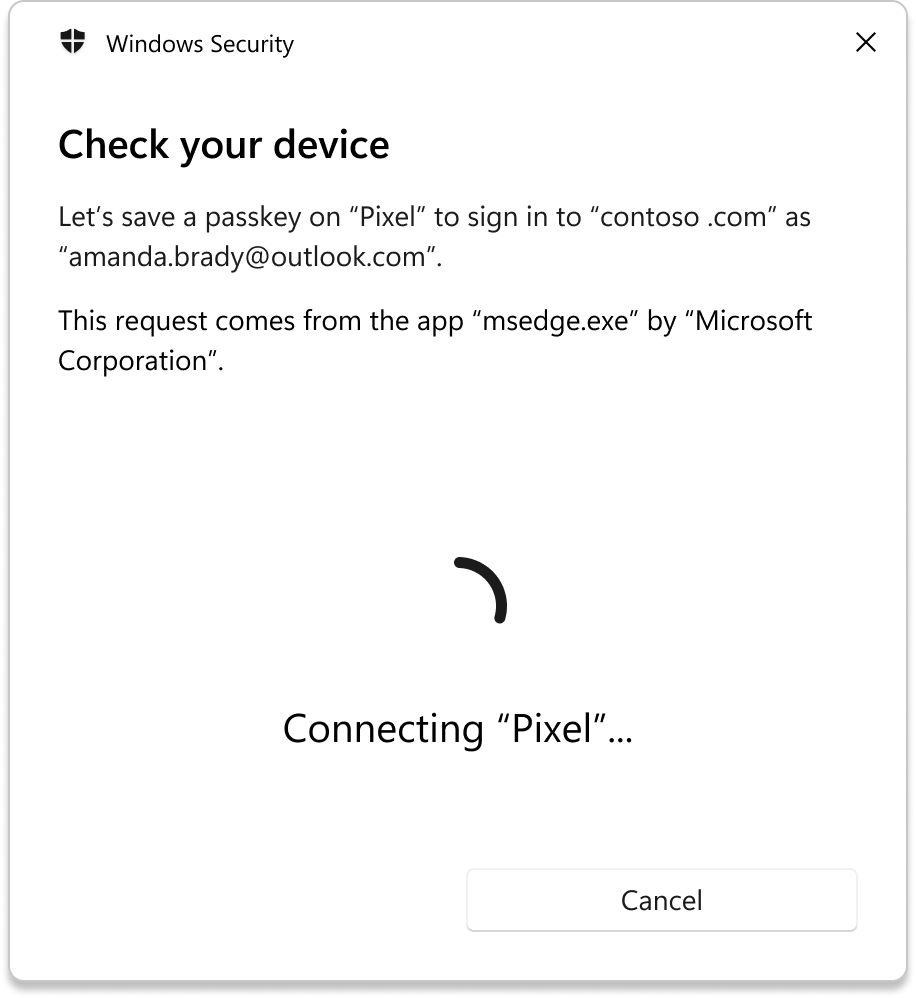 Windows Security
Check your device
Let’s save a passkey on “Pixel” to sign in to “contoso .com” as
“amanda.brady@outlook.com”.
This request comes from the app “msedge.exe” by “Microsoft
Corporation”.
Connecting “Pixel”...
Cancel